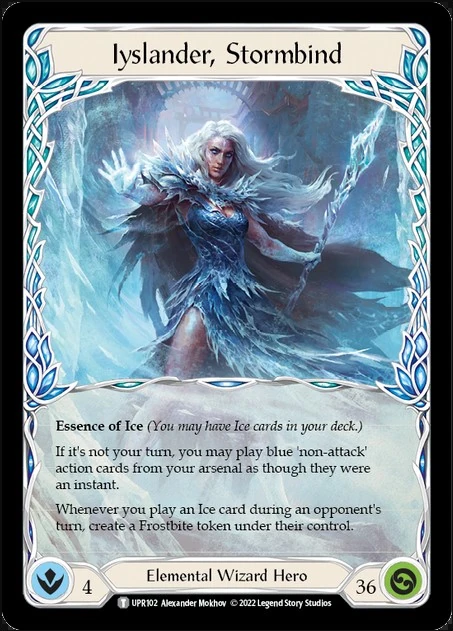 Iyslander, Stormbind
Essence of Ice (You may have Ice cards in your deck.)
If it's not your turn, you may play blue 'non-attack'
action cards from your arsenal as though they were
an instant.
Whenever you play an Ice card during an opponent's
turn, create a Frostbite token under their control.
4
Elemental Wizard Hero
36
T UPR102 Alexander Mokhov © 2022 Legend Story Studios